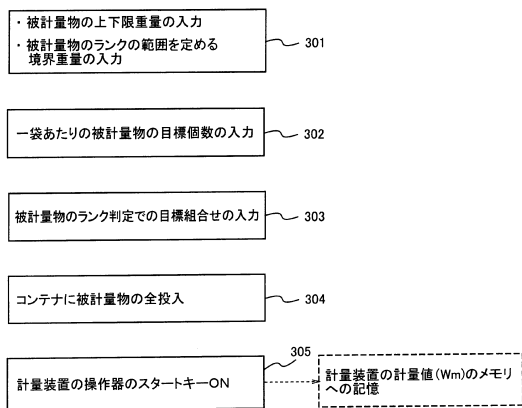 ・被計量物の上下限重量の入力
・被計量物のランクの範囲を定める
境界重量の入力
301
一袋あたりの被計量物の目標個数の入力
302
被計量物のランク判定での目標組合せの入力
303
コンテナに被計量物の全投入
304
305
計量装置の操作器のスタートキーON
計量装置の計量値(Wm)のメモリ
への記憶